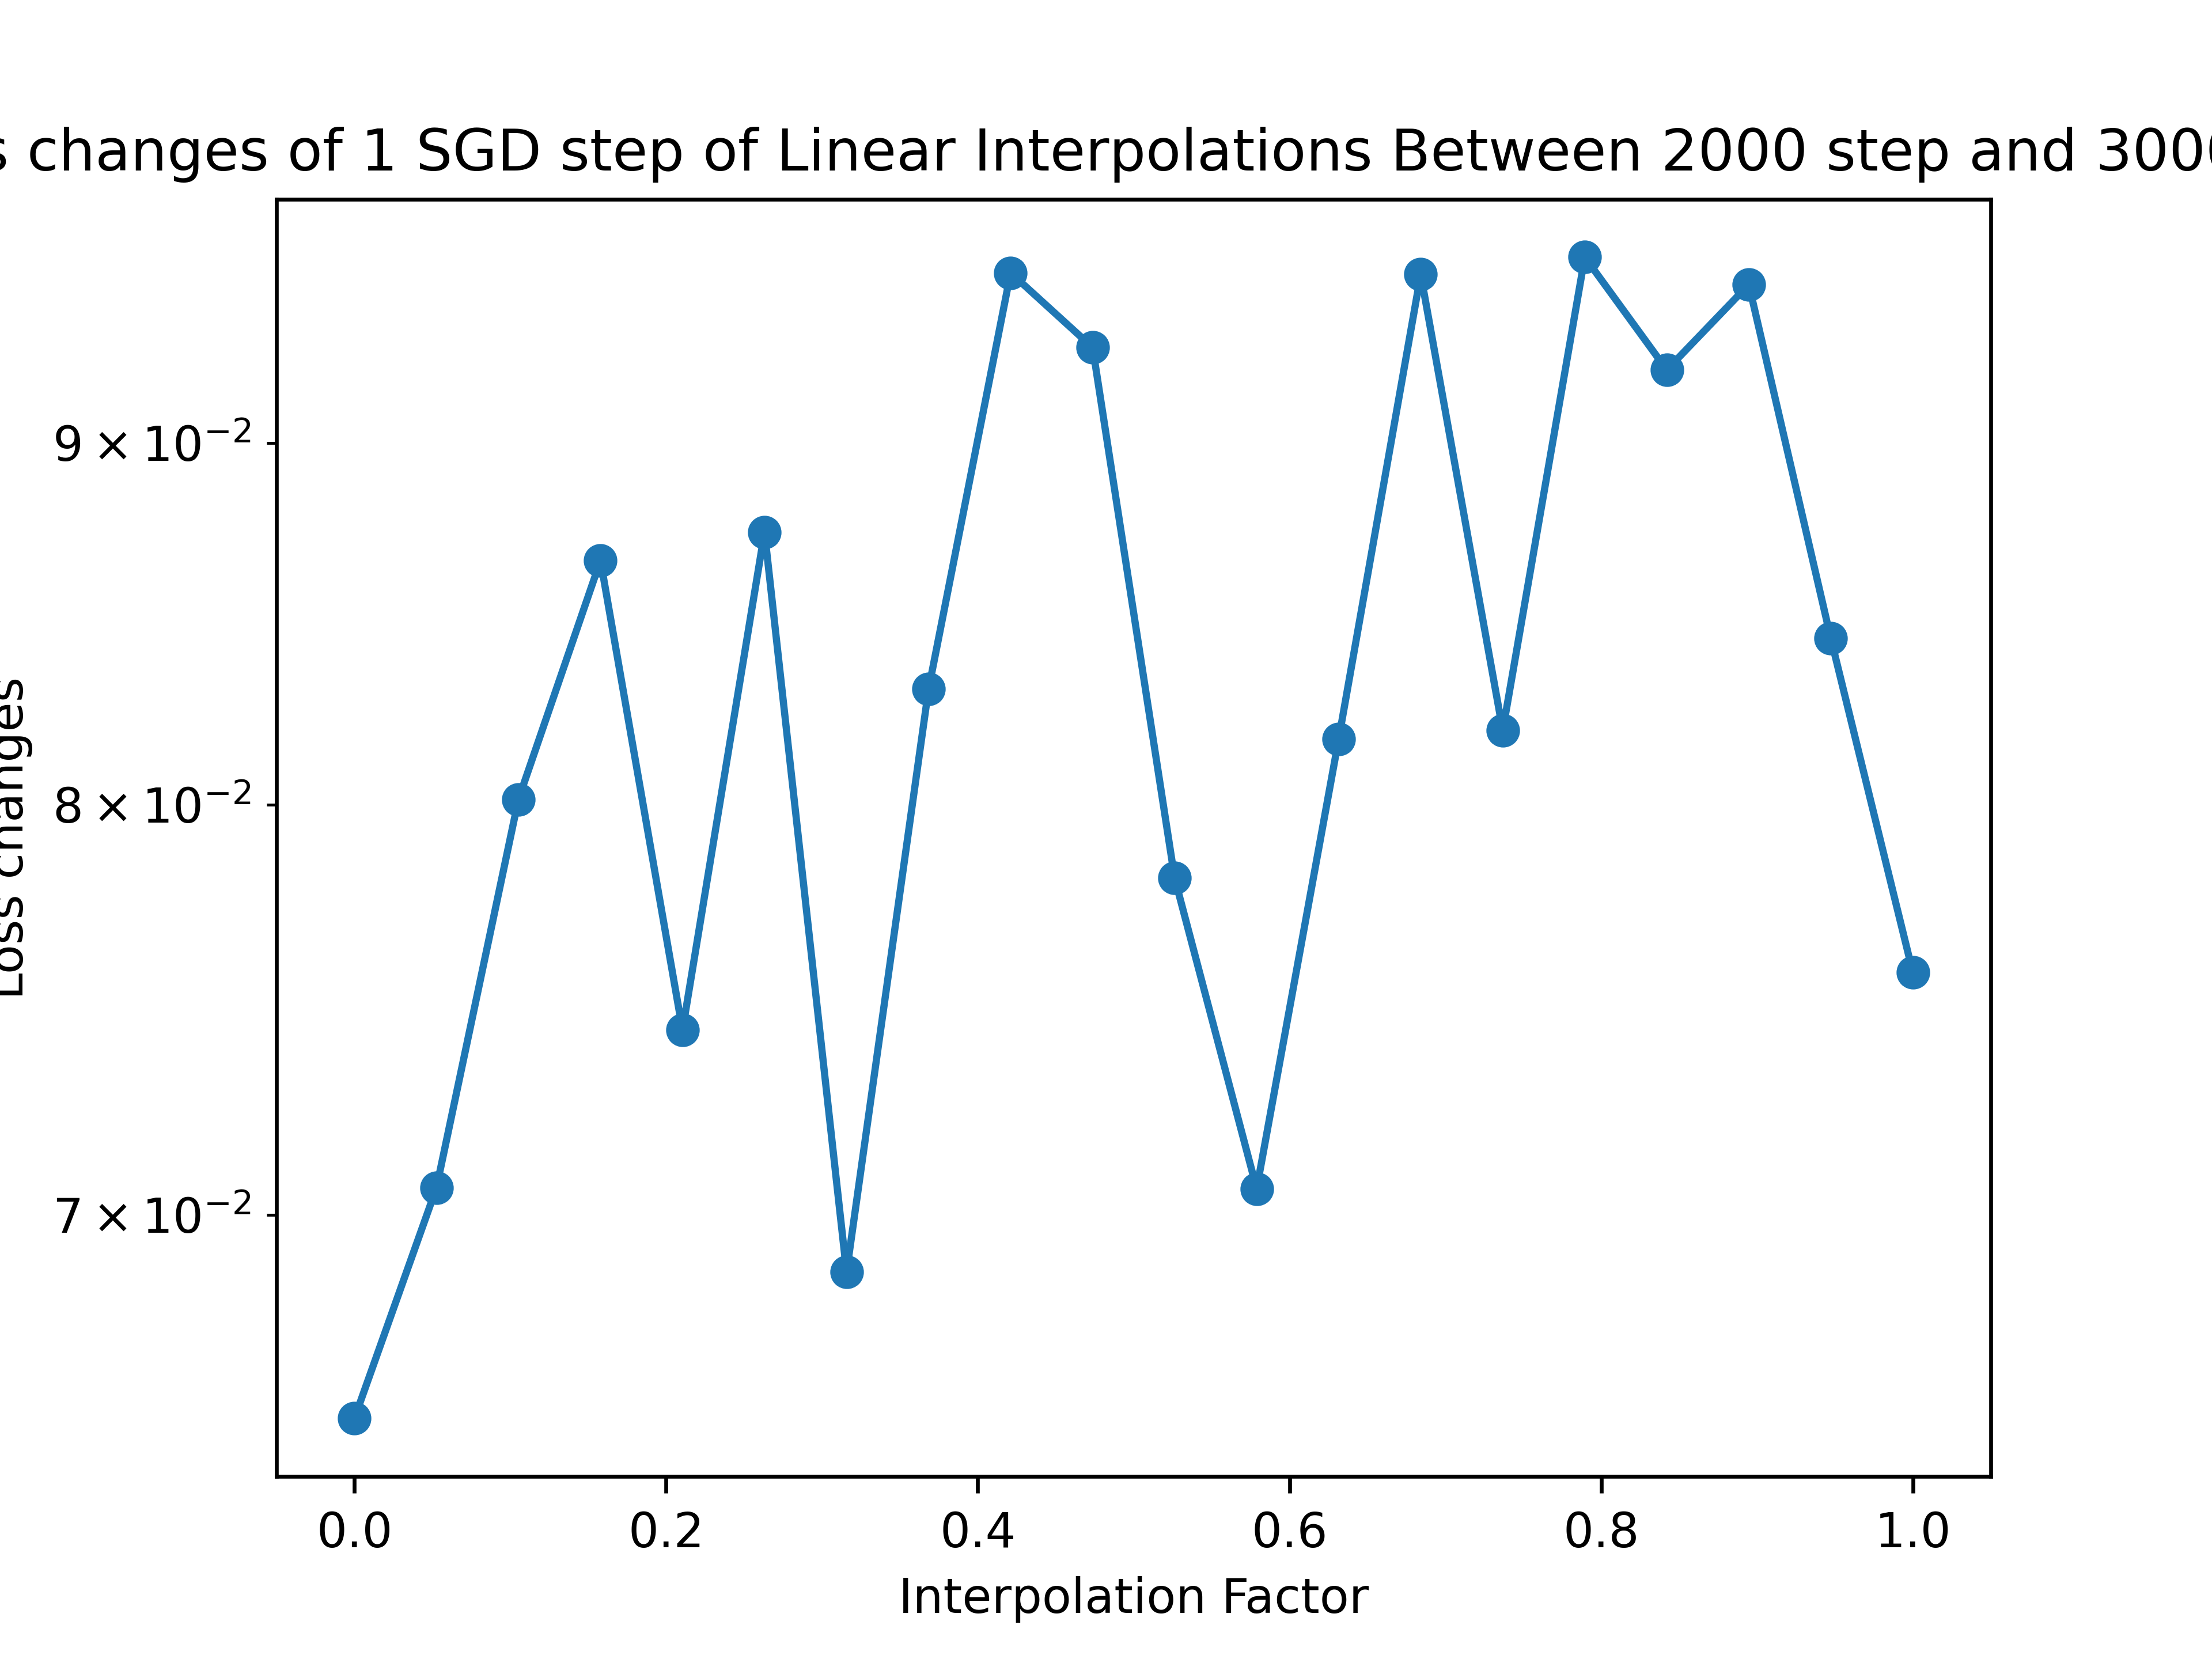 changes of 1 SGD step of Linear Interpolations Between 2000 step and 300
9 × 10⁻²
8 × 10⁻²
7 × 10⁻²
Loss changes
0.0 0.2 0.4 0.6 0.8 1.0
Interpolation Factor